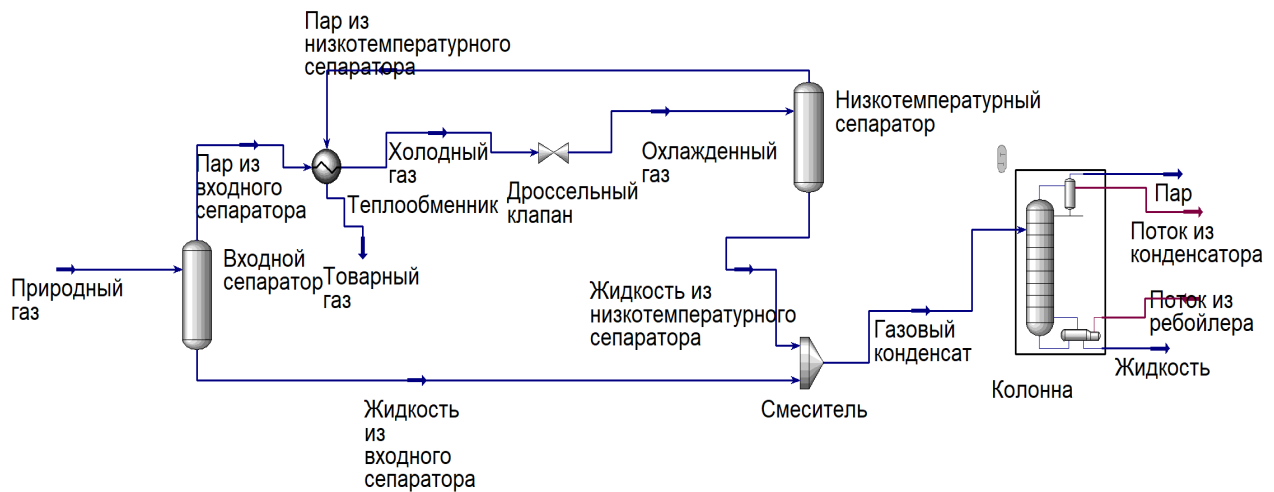 Пар из
низкотемпературного
сепаратора
Низкотемпературный
сепаратор
Пар из
входного
сепаратора
Холодный
газ
Дроссельный
клапан
Охлажденный
газ
Теплообменник
Пар
Поток из
конденсатора
Входной
сепаратор
Товарный
газ
Природный
газ
Жидкость из
низкотемпературного
сепаратора
Газовый
конденсат
Поток из
ребойлера
Жидкость
Колонна
Смеситель
Жидкость
из
входного
сепаратора